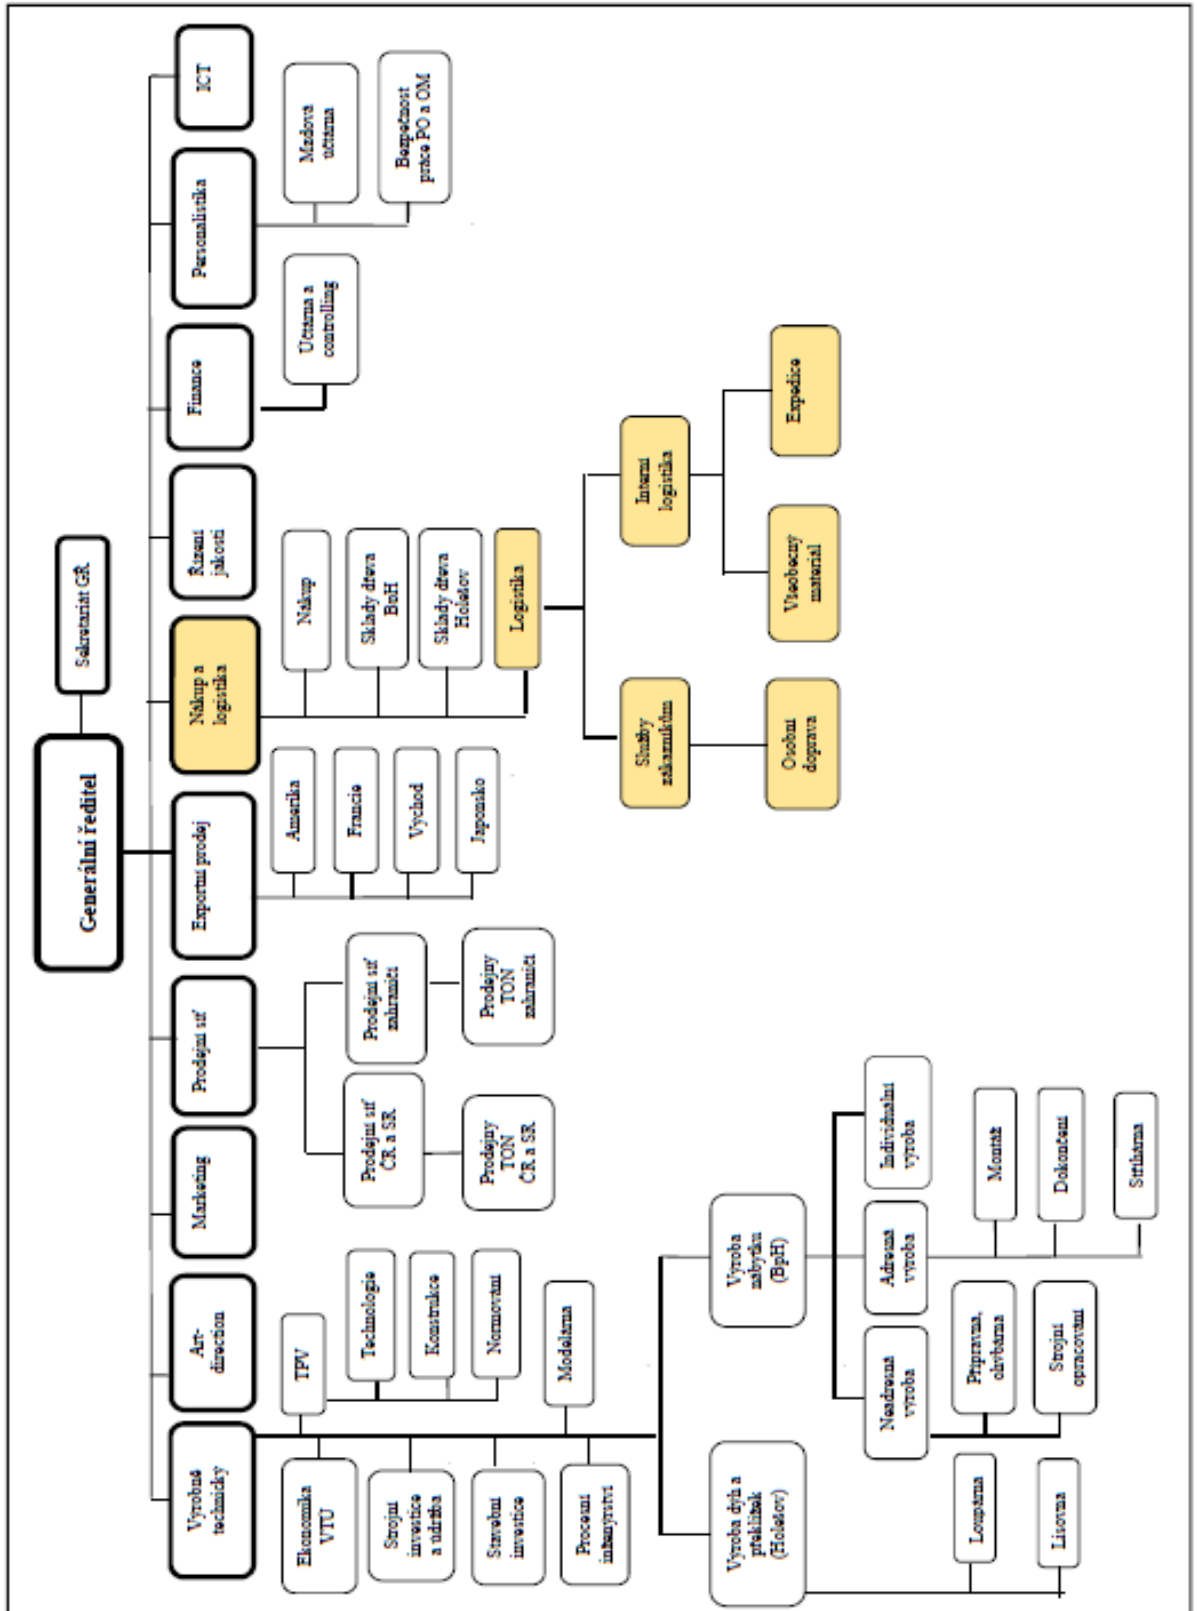 Generální ředitel
Sekretariát GŘ
Výrobně
technický
Art-
direction
Marketing
Prodejní síť
Exportní prodej
Nákup a
logistika
Řízení
jakosti
Finance
Personalistika
ICT
Ekonomika
VTÚ
Strojní
investice
a údržba
Stavební
investice
Procesní
inženýrství
TPV
Technologie
Konstrukce
Normování
Modelárna
Výroba dýh a
překližek
(Holešov)
Loupárna
Lisovna
Výroba
nábytku
(BpH)
Neadresná
výroba
Přípravna,
ohýbárna
Strojní
opracování
Adresná
výroba
Montáž
Dokončení
Stříhárna
Individuální
výroba
Prodejní síť
ČR a SR
Prodejny
TON
ČR a SR
Prodejní síť
zahraničí
Prodejny
TON
zahraničí
Amerika
Francie
Východ
Japonsko
Nákup
Sklady dřeva
BpH
Sklady dřeva
Holešov
Logistika
Služby
zákazníkům
Osobní
doprava
Interní
logistika
Všeobecný
materiál
Expedice
Účtárna a
controlling
Mzdová
účtárna
Bezpečnost
práce PO a OM